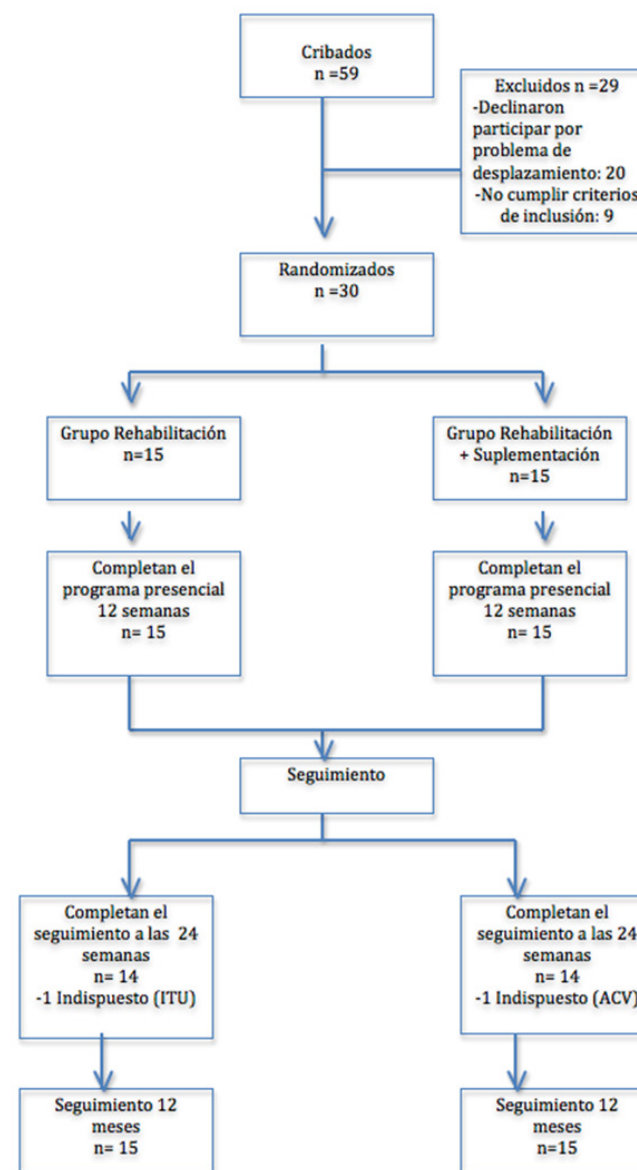 Cribados
n =59
Excluidos n =29
-Declinaron
participar por
problema de
desplazamiento: 20
-No cumplir criterios
de inclusión: 9
Randomizados
n =30
Grupo Rehabilitación
n=15
Grupo Rehabilitación
+ Suplementación
n=15
Completan el
programa presencial
12 semanas
n= 15
Completan el
programa presencial
12 semanas
n= 15
Seguimiento
Completan el
seguimiento a las 24
semanas
n= 14
-1 Indispuesto (ITU)
Completan el
seguimiento a las 24
semanas
n= 14
-1 Indispuesto (ACV)
Seguimiento 12
meses
n= 15
Seguimiento 12
meses
n=15